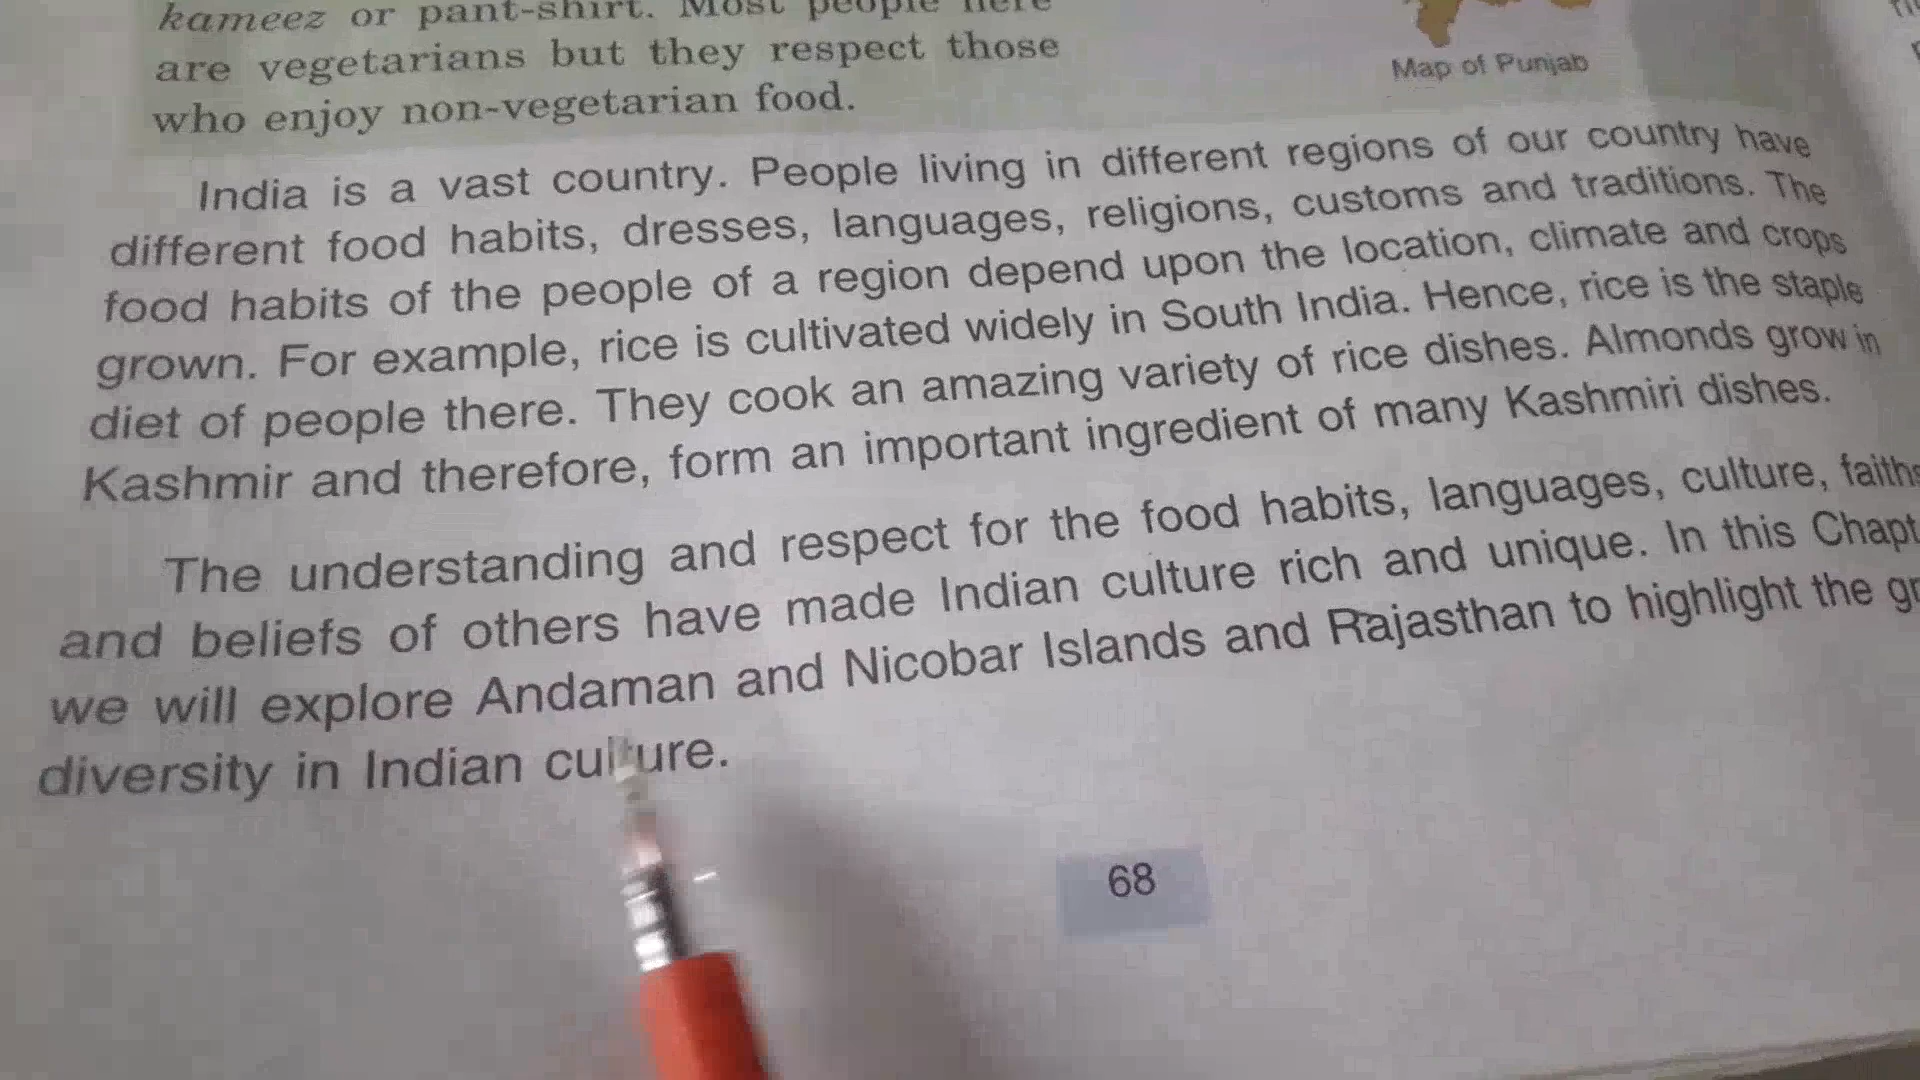 kameez or pant-shirt. Most people here
are vegetarians but they respect those
who enjoy non-vegetarian food.
Map of Punjab
India is a vast country. People living in different regions of our country have
different food habits, dresses, languages, religions, customs and traditions. The
food habits of the people of a region depend upon the location, climate and crops
grown. For example, rice is cultivated widely in South India. Hence, rice is the staple
diet of people there. They cook an amazing variety of rice dishes. Almonds grow in
Kashmir and therefore, form an important ingredient of many Kashmiri dishes.
The understanding and respect for the food habits, languages, culture, faiths
and beliefs of others have made Indian culture rich and unique. In this Chapt
we will explore Andaman and Nicobar Islands and Rajasthan to highlight the gr
diversity in Indian culture.
68